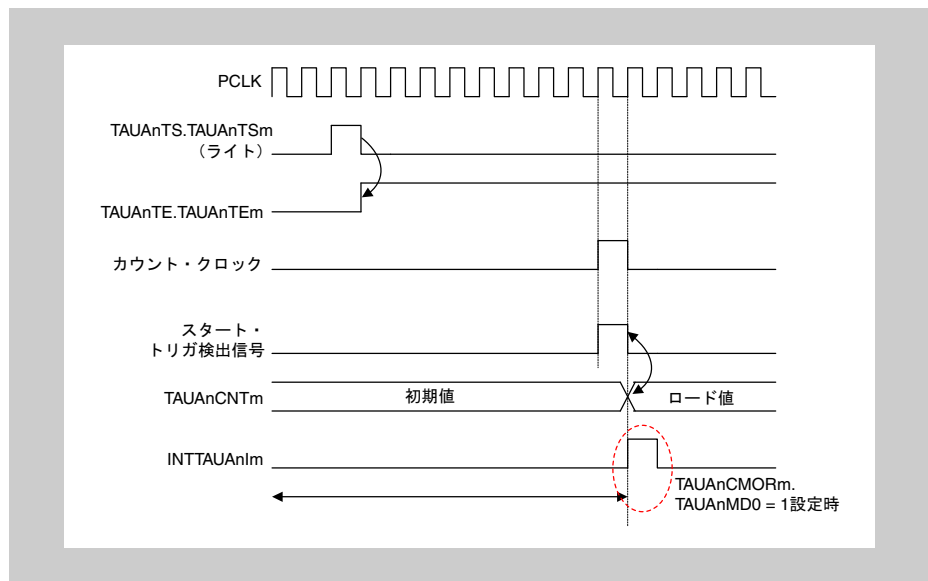 PCLK
TAUAnTS.TAUAnTSm
（ライト）
TAUAnTE.TAUAnTEm
カウント・クロック
スタート・
トリガ検出信号
TAUAnCNTm
初期値
ロード値
INTTAUAnIm
TAUAnCMORm.
TAUAnMD0 = 1設定時